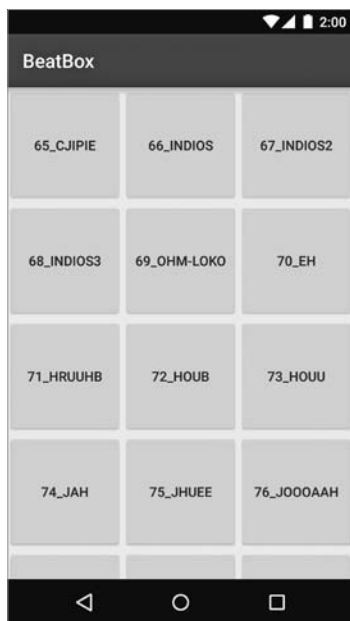 2:00
BeatBox
65_CJIPIE 66_INDIOS 67_INDIOS2
68_INDIOS3 69_OHM-LOKO 70_EH
71_HRUUHB 72_HOUB 73_HOUU
74_JAH 75_JHUEE 76_JOOOAAH